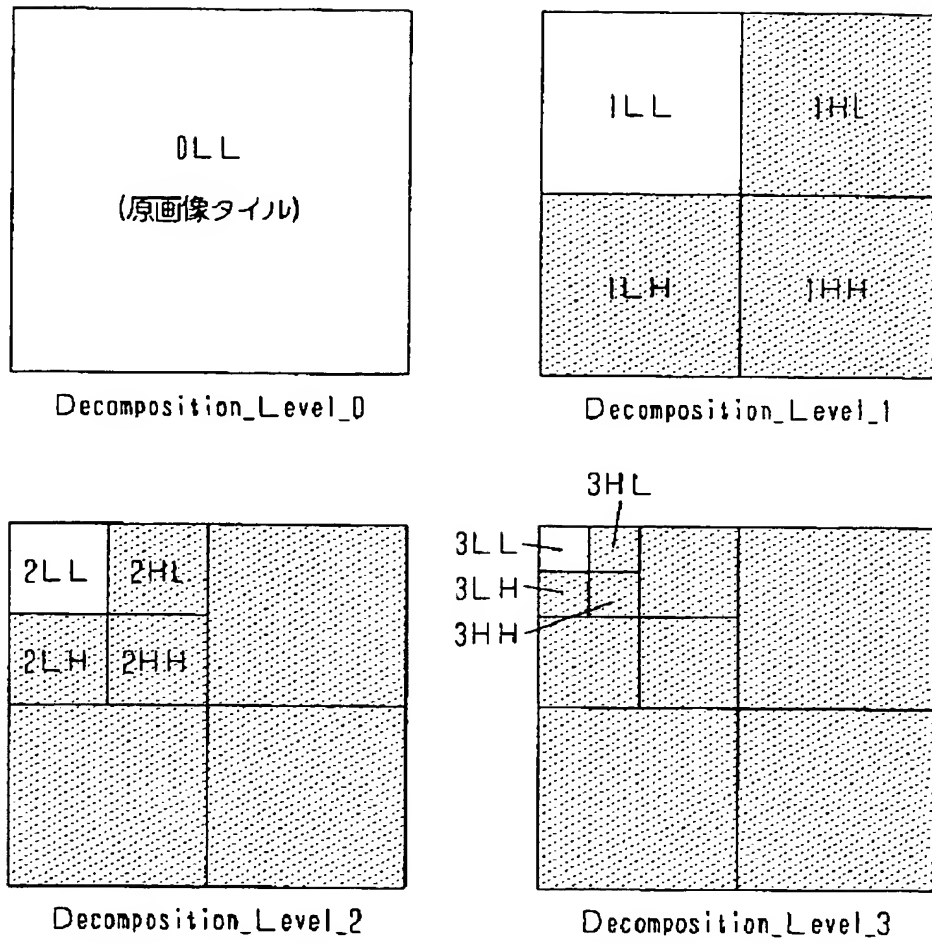 0LL
(原画像タイル)
Decomposition_Level_0
1LL 1HL
1LH 1HH
Decomposition_Level_1
2LL 2HL
2LH 2HH
Decomposition_Level_2
3HL
3LL
3LH
3HH
Decomposition_Level_3